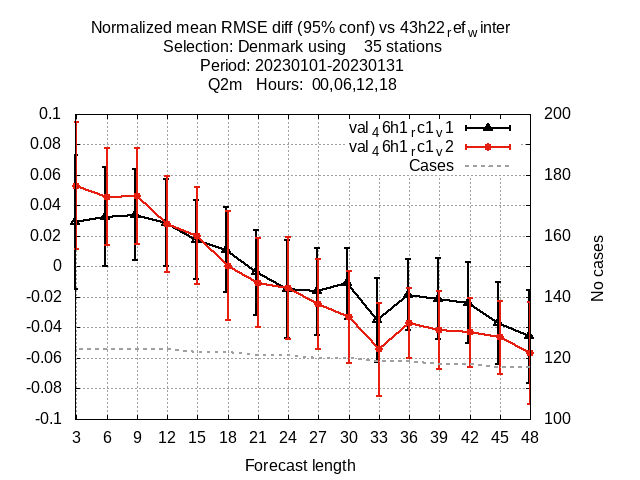 Normalized mean RMSE diff (95% conf) vs 43h22refwinter
Selection: Denmark using 35 stations
Period: 20230101-20230131
Q2m Hours: 00,06,12,18
0.1 200
val46h1rc1v1
0.08
val46h1rc1v2
Cases
0.06 180
0.04
0.02 160
0
No cases
-0.02 140
-0.04
-0.06 120
-0.08
-0.1 100
3 6 9 12 15 18 21 24 27 30 33 36 39 42 45 48
Forecast length